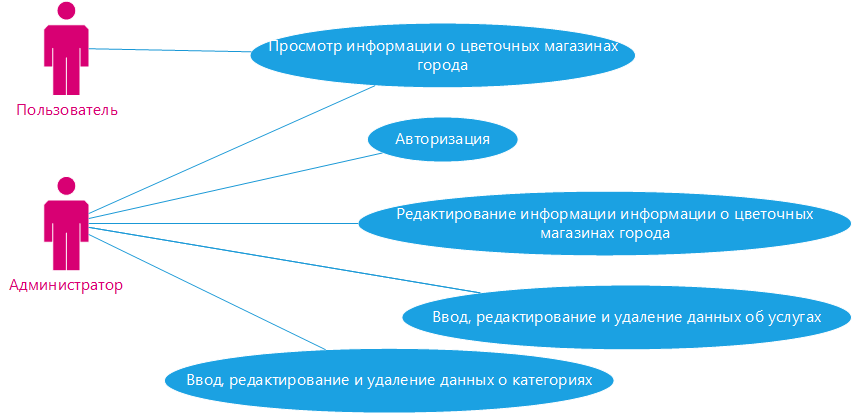 Просмотр информации о цветочных магазинах
города
Пользователь
Авторизация
Редактирование информации информации о цветочных
магазинах города
Администратор
Ввод, редактирование и удаление данных об услугах
Ввод, редактирование и удаление данных о категориях